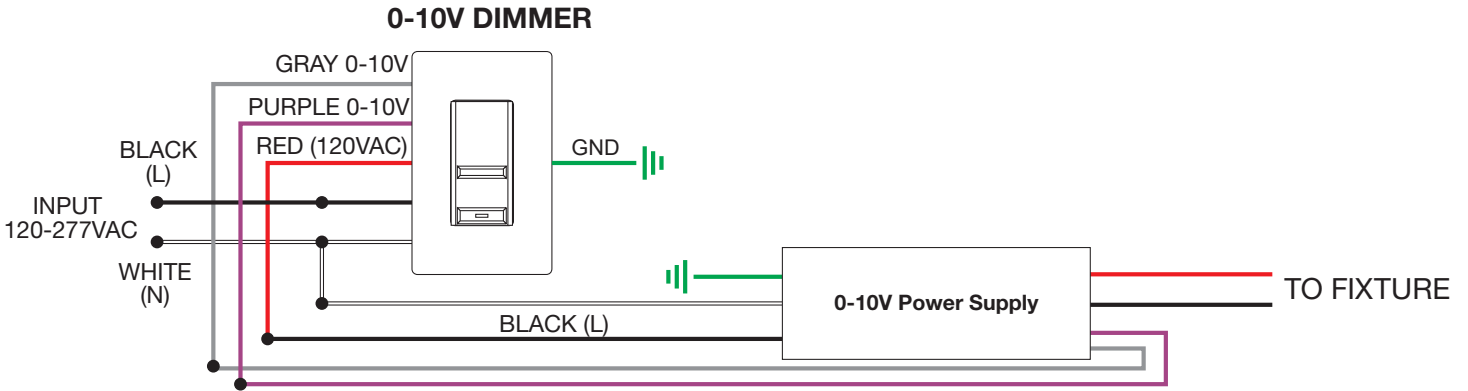 0-10V DIMMER
GRAY 0-10V
PURPLE 0-10V
RED (120VAC)
GND
BLACK
(L)
INPUT
120-277VAC
WHITE
(N)
BLACK (L)
0-10V Power Supply
TO FIXTURE